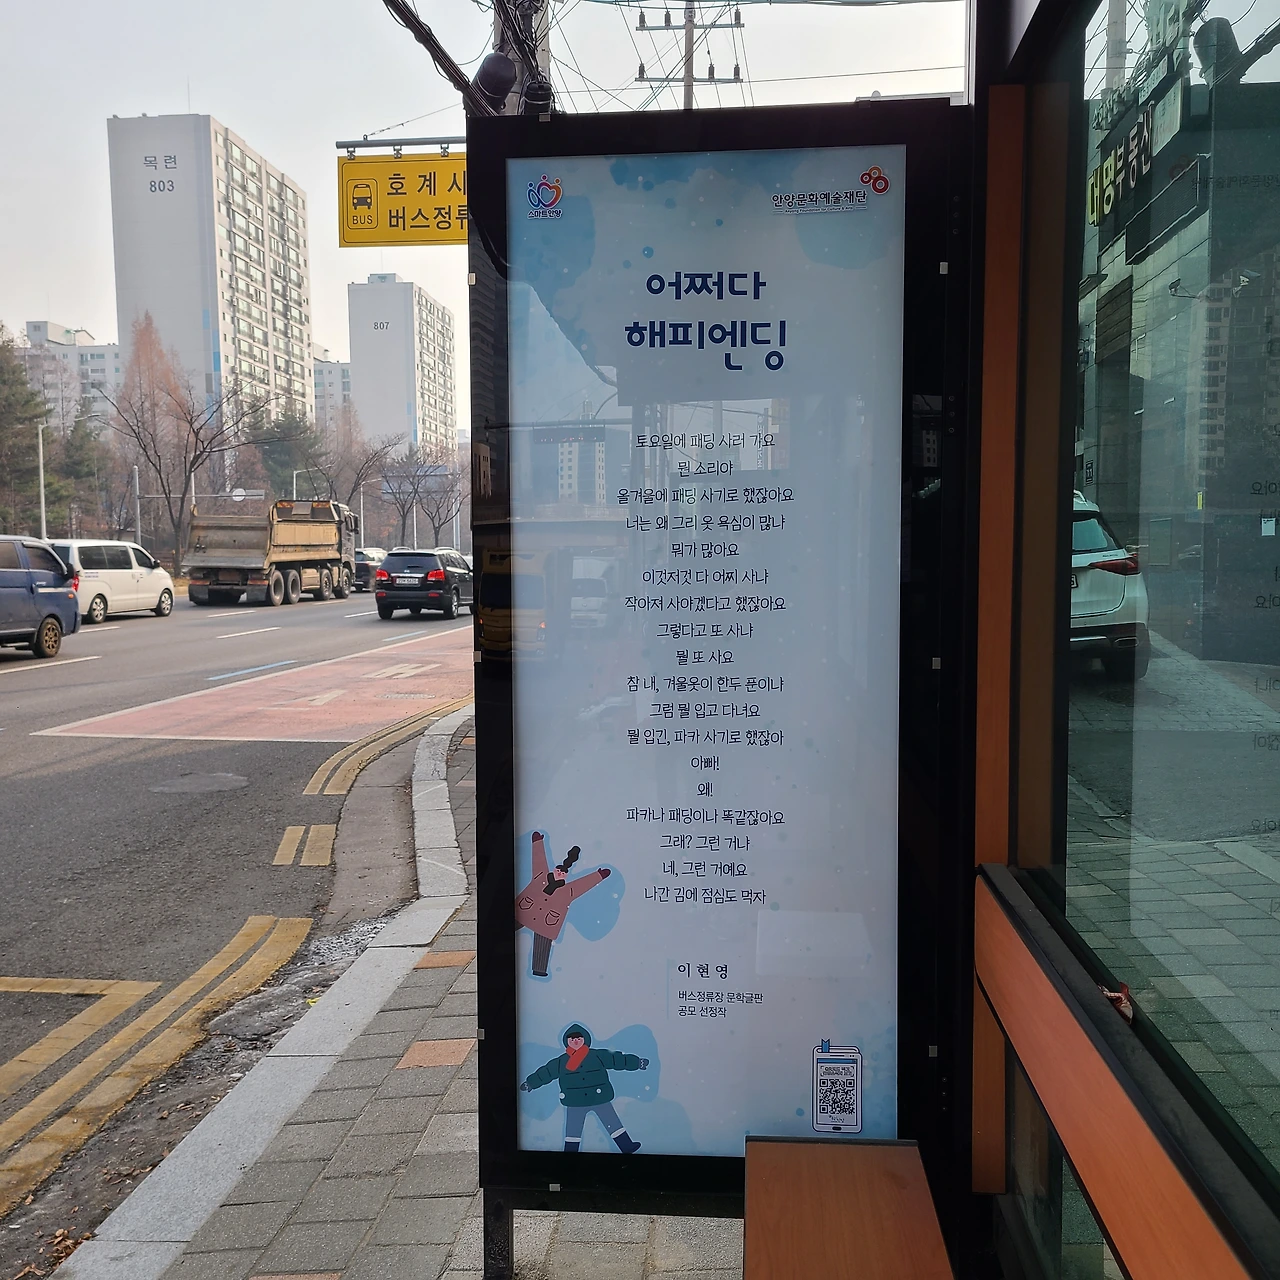 목련
803
807
BUS
호계시
버스정류
스마트안양
안양문화예술재단
어쩌다
해피엔딩
토요일에 패딩 사러 가요
뭔 소리야
올겨울에 패딩 사기로 했잖아요
너는 왜 그리 옷 욕심이 많냐
뭐가 많아요
이것저것 다 어찌 사냐
작아져 사야겠다고 했잖아요
그렇다고 또 사냐
뭘 또 사요
참 내, 겨울옷이 한두 푼이냐
그럼 뭘 입고 다녀요
뭘 입긴, 파카 사기로 했잖아
아빠!
왜!
파카나 패딩이나 똑같잖아요
그래? 그런 거냐
네, 그런 거예요
나간 김에 점심도 먹자
이현영
버스정류장 문학글판
공모 선정작
대명부동산